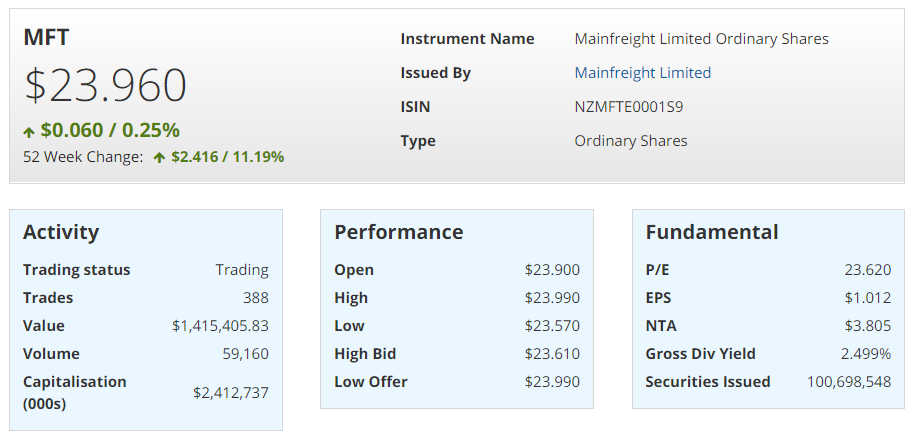 MFT
$23.960
$0.060 / 0.25%
52 Week Change: $2.416 / 11.19%
Instrument Name Mainfreight Limited Ordinary Shares
Issued By Mainfreight Limited
ISIN NZMFTE0001S9
Type Ordinary Shares
Activity
Trading status Trading
Trades 388
Value $1,415,405.83
Volume 59,160
Capitalisation
(000s) $2,412,737
Performance
Open $23.900
High $23.990
Low $23.570
High Bid $23.610
Low Offer $23.990
Fundamental
P/E 23.620
EPS $1.012
NTA $3.805
Gross Div Yield 2.499%
Securities Issued 100,698,548